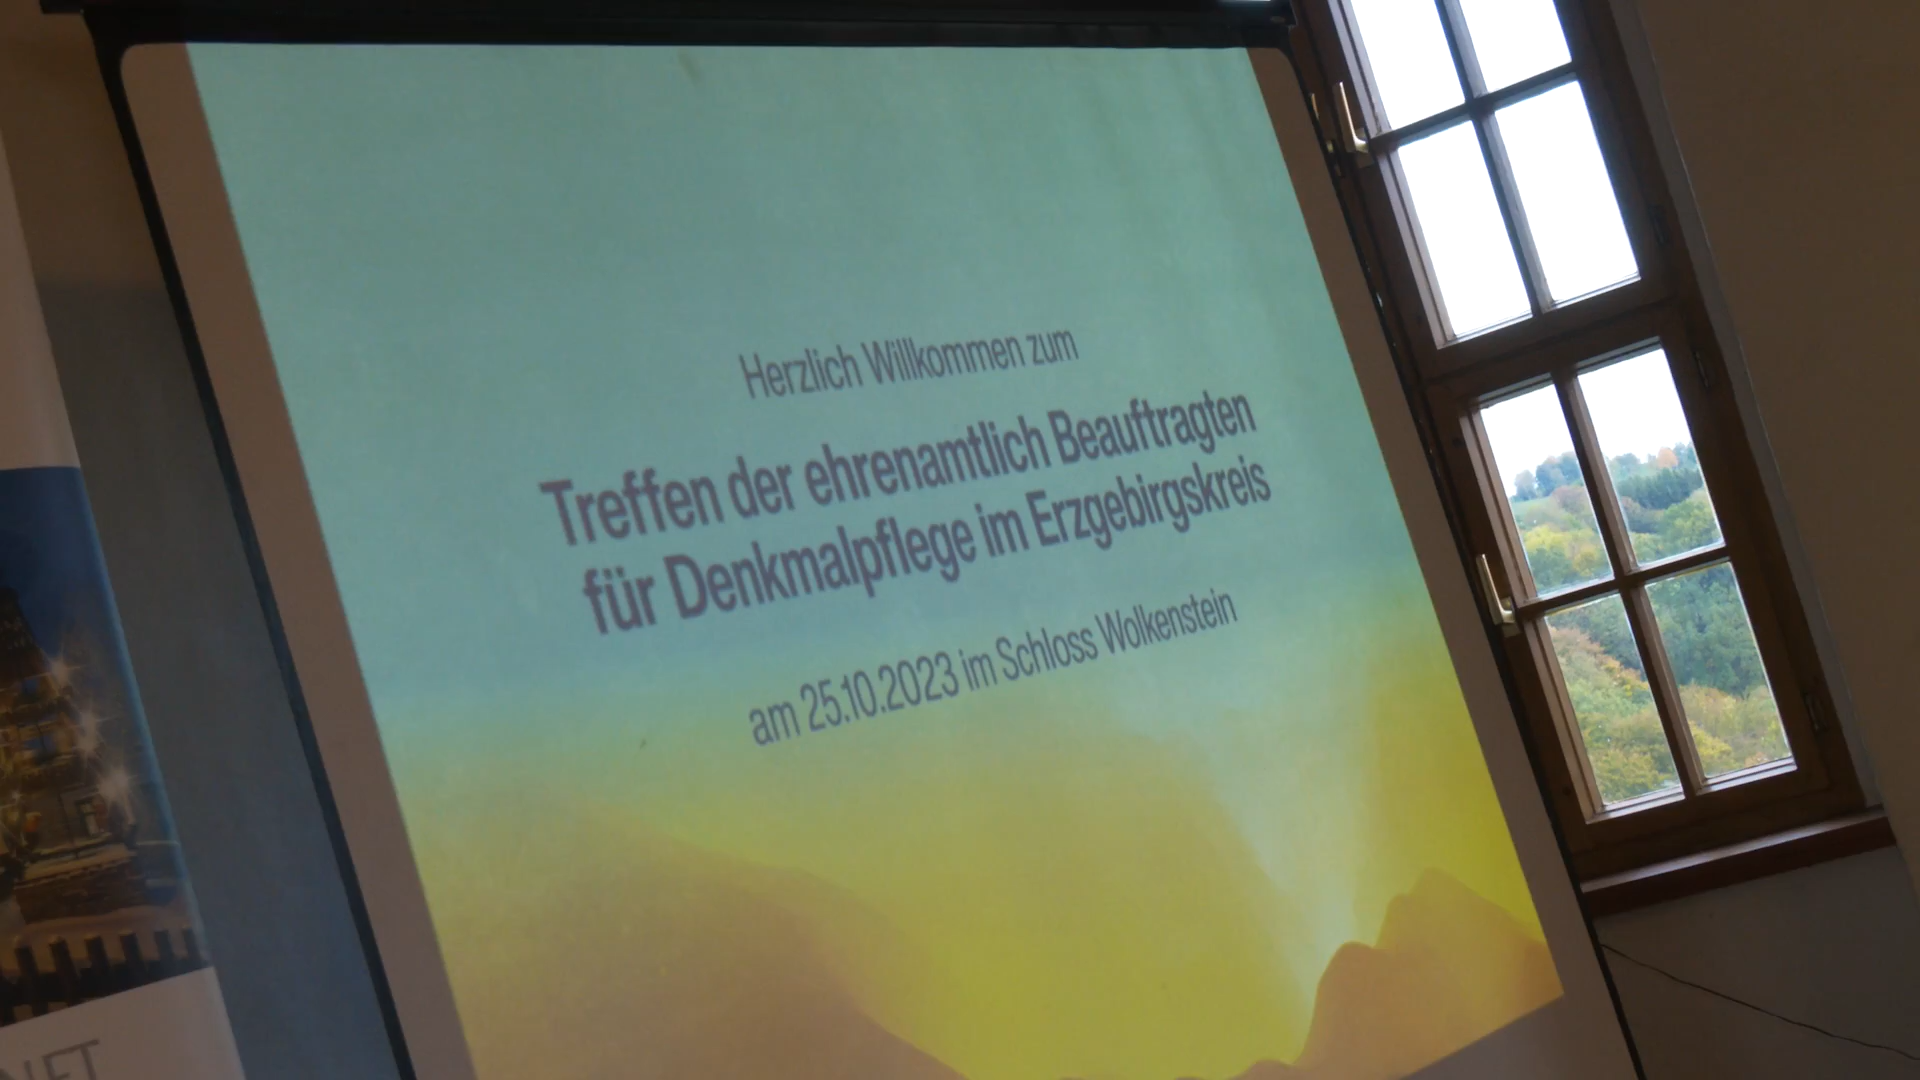 Herzlich Willkommen zum
Treffen der ehrenamtlich Beauftragten
für Denkmalpflege im Erzgebirgskreis
am 25.10.2023 im Schloss Wolkenstein